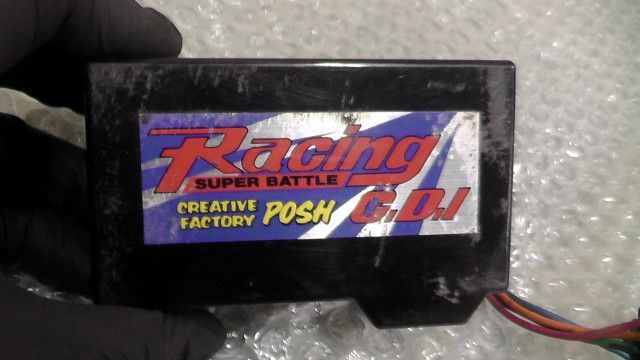 Racing
SUPER BATTLE
C.D.I
CREATIVE
FACTORY
POSH